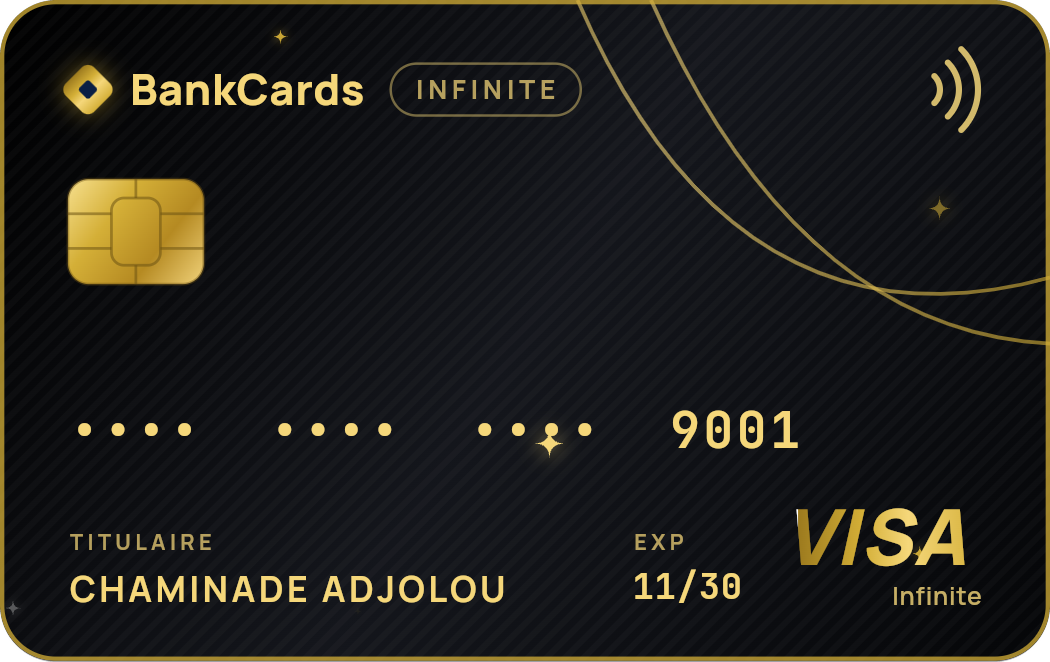 BankCards INFINITE
•••• •••• •••• 9001
TITULAIRE
CHAMINADE ADJOLOU
EXP
11/30
VISA
Infinite